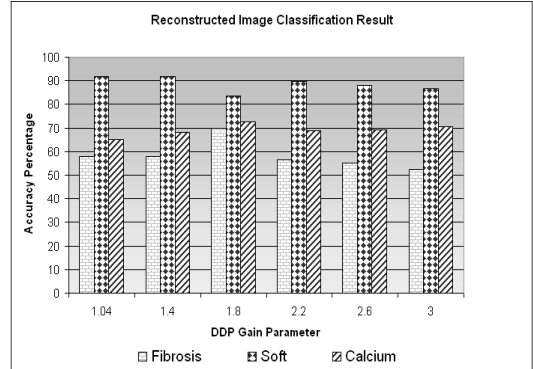 Reconstructed Image Classification Result
Accuracy Percentage
100
90
80
70
60
50
40
30
20
10
0
1.04 1.4 1.8 2.2 2.6 3
DDP Gain Parameter
Fibrosis Soft Calcium